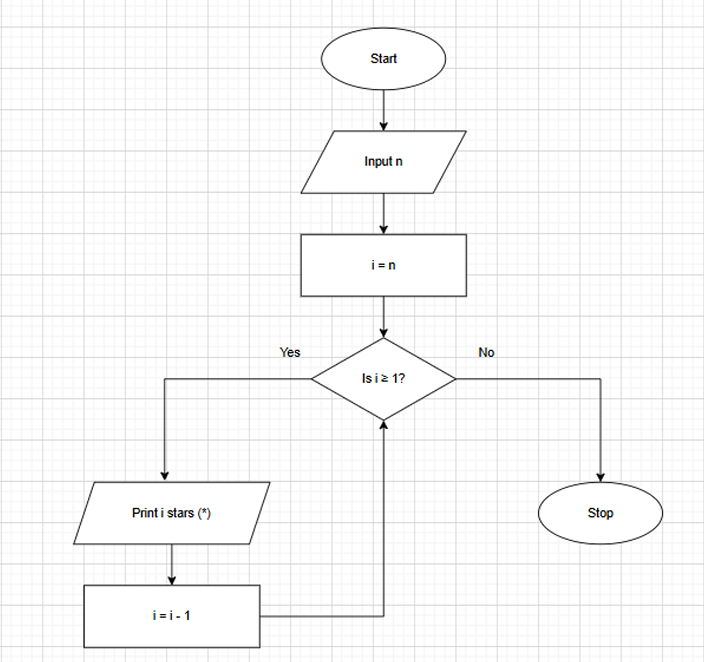 Start
Input n
i = n
Yes
No
Is i ≥ 1?
Print i stars (*)
Stop
i = i - 1